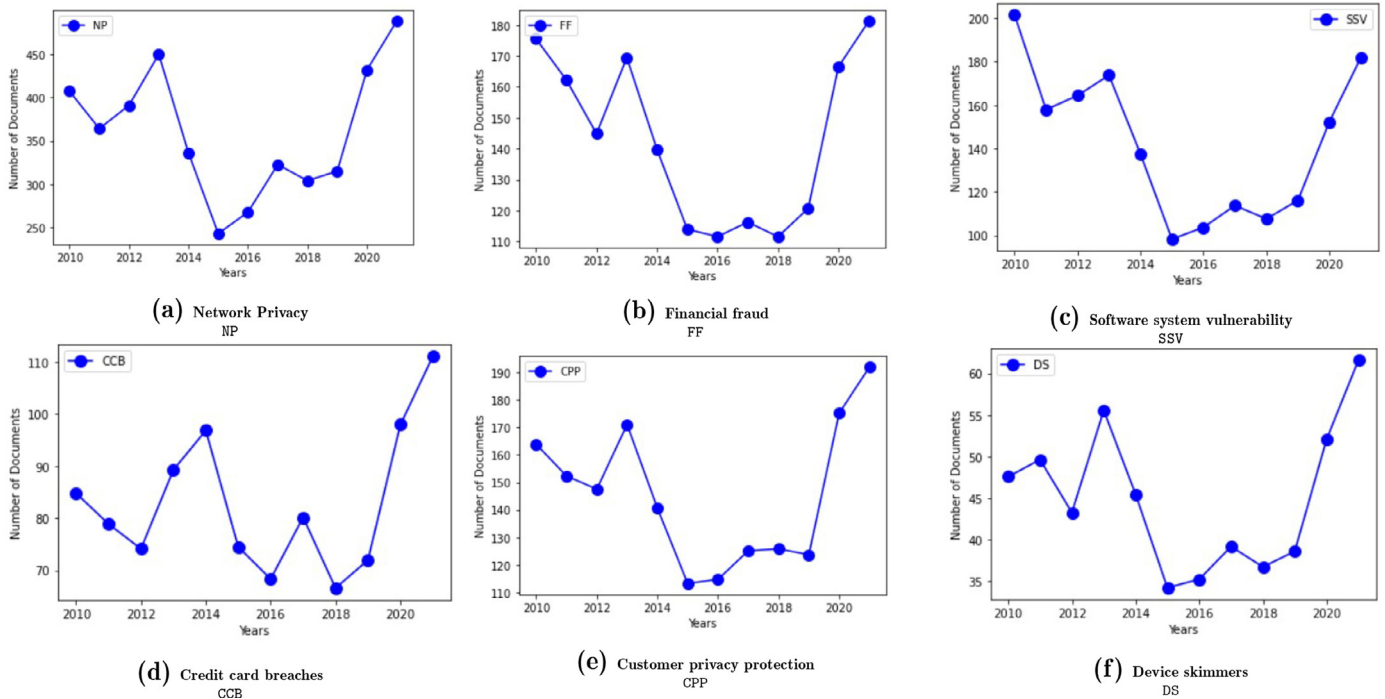 NP
450
400
350
300
250
Number of Documents
2010 2012 2014 2016 2018 2020
Years
(a) Network Privacy
NP
FF
180
170
160
150
140
130
120
110
Number of Documents
2010 2012 2014 2016 2018 2020
Years
(b) Financial fraud
FF
SSV
200
180
160
140
120
100
Number of Documents
2010 2012 2014 2016 2018 2020
Years
(c) Software system vulnerability
SSV
CCB
110
100
90
80
70
Number of Documents
2010 2012 2014 2016 2018 2020
Years
(d) Credit card breaches
CCB
CPP
190
180
170
160
150
140
130
120
110
Number of Documents
2010 2012 2014 2016 2018 2020
Years
(e) Customer privacy protection
CPP
DS
60
55
50
45
40
35
Number of Documents
2010 2012 2014 2016 2018 2020
Years
(f) Device skimmers
DS